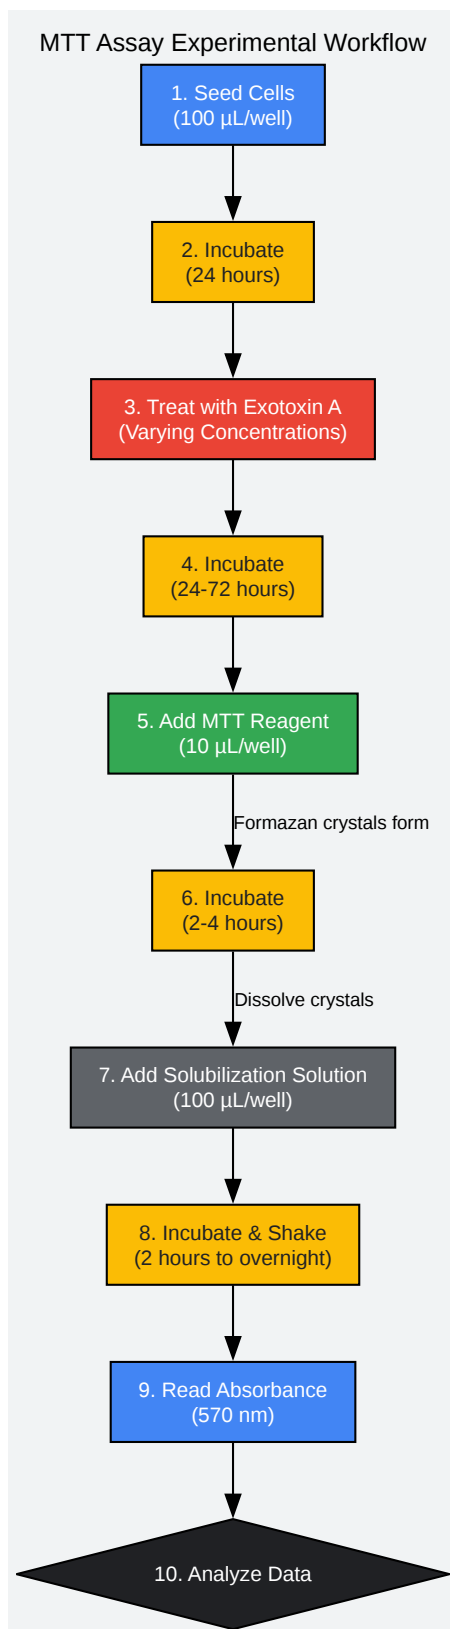 MTT Assay Experimental Workflow
1. Seed Cells
(100 µL/well)
2. Incubate
(24 hours)
3. Treat with Exotoxin A
(Varying Concentrations)
4. Incubate
(24-72 hours)
5. Add MTT Reagent
(10 µL/well)
Formazan crystals form
6. Incubate
(2-4 hours)
Dissolve crystals
7. Add Solubilization Solution
(100 µL/well)
8. Incubate & Shake
(2 hours to overnight)
9. Read Absorbance
(570 nm)
10. Analyze Data